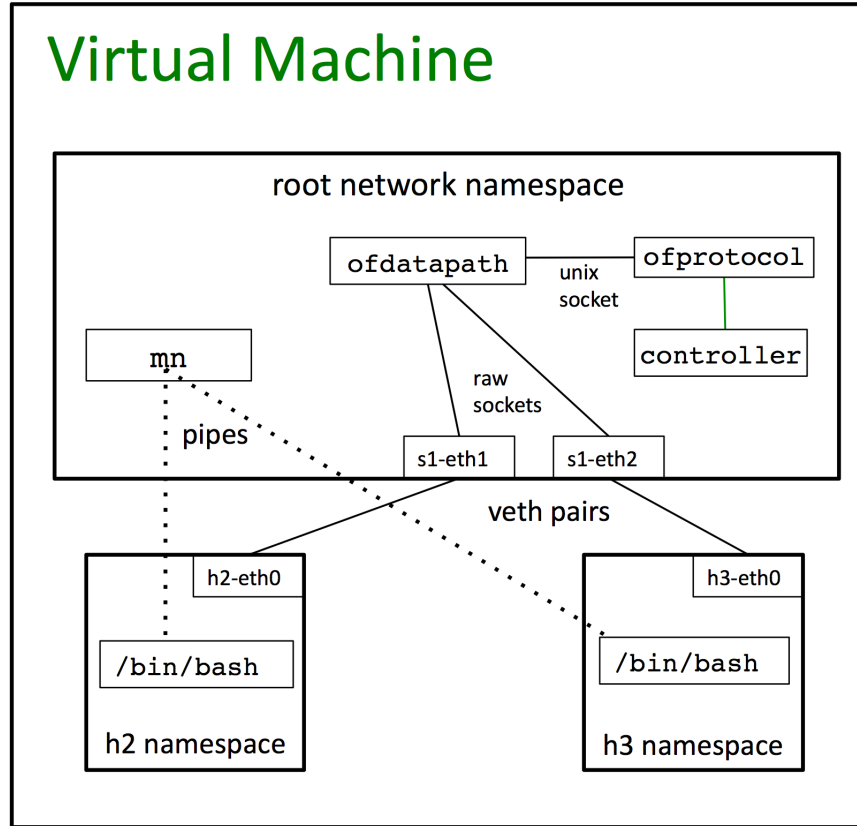 Virtual Machine
root network namespace
ofdatapath
unix
socket
ofprotocol
controller
mn
raw
sockets
pipes
s1-eth1
s1-eth2
veth pairs
h2-eth0
h3-eth0
/bin/bash
/bin/bash
h2 namespace
h3 namespace